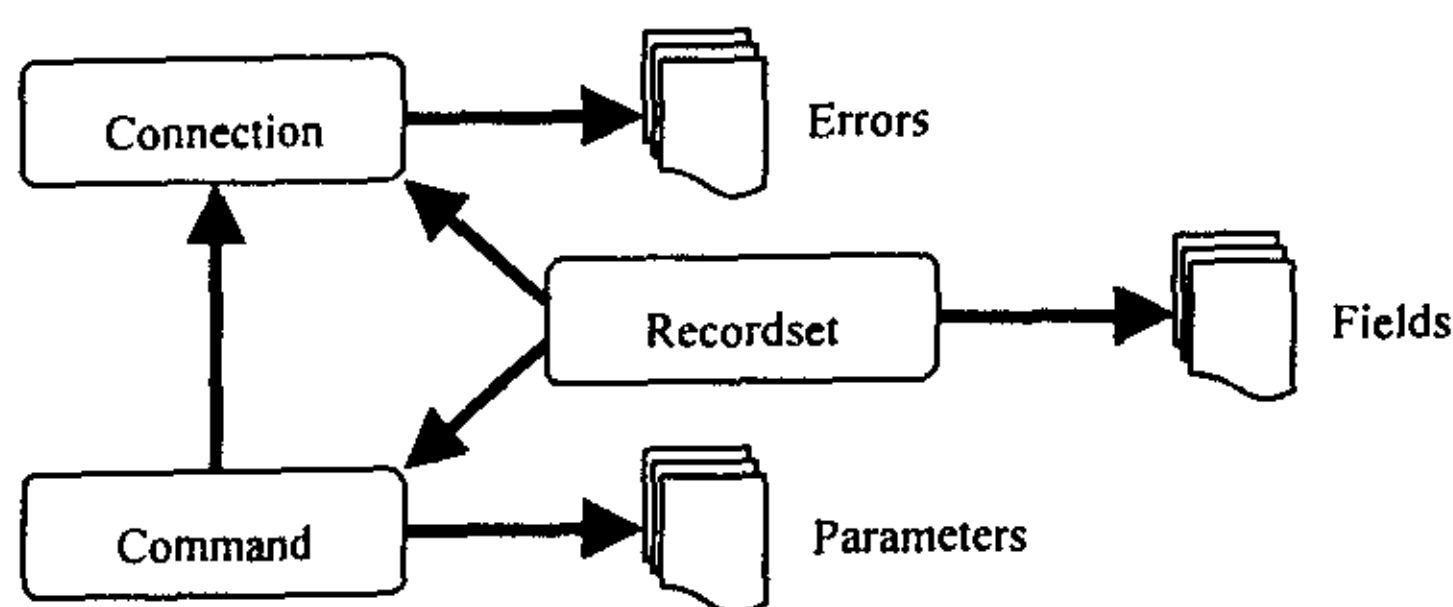 Connection
Errors
Recordset
Fields
Command
Parameters